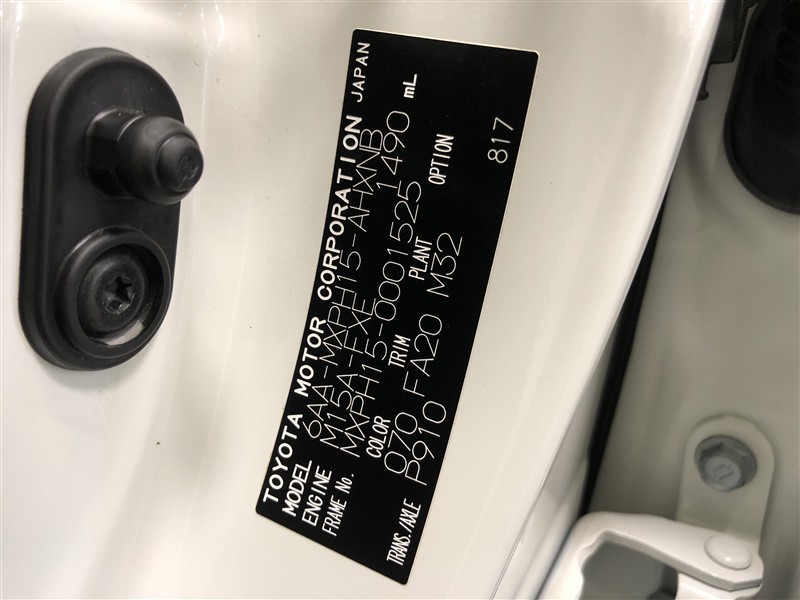 TOYOTA MOTOR CORPORATION JAPAN
MODEL 6AA-MXPH15-AHXNB
ENGINE M15A-FXE 1490 mL
FRAME No. MXPH15-0001525
COLOR TRIM PLANT OPTION
070 FA20 M32
TRANS./AXLE P910
817